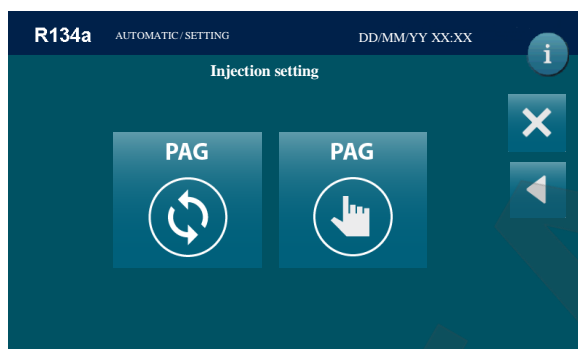 R134a AUTOMATIC/SETTING DD/MM/YY XX:XX
i
Injection setting
PAG PAG